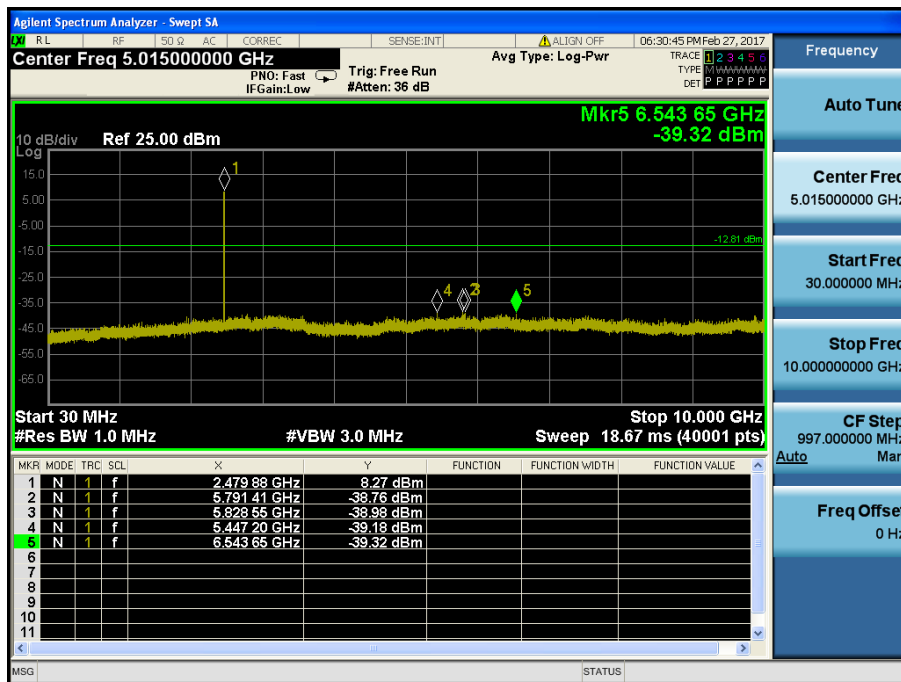 Agilent Spectrum Analyzer - Swept SA
LXI RL RF 50 Ω AC CORREC SENSE:INT ALIGN OFF 06:30:45 PM Feb 27, 2017
Center Freq 5.015000000 GHz
PNO: Fast
IFGain:Low
Trig: Free Run
#Atten: 36 dB
Avg Type: Log-Pwr
TRACE 1 2 3 4 5 6
TYPE MWWWWW
DET P P P P P P
Mkr5 6.543 65 GHz
-39.32 dBm
10 dB/div Ref 25.00 dBm
Log
15.0
5.00
-5.00
-15.0
-25.0
-35.0
-45.0
-55.0
-65.0
1
-12.81 dBm
4
2
3
5
Start 30 MHz Stop 10.000 GHz
#Res BW 1.0 MHz #VBW 3.0 MHz Sweep 18.67 ms (40001 pts)
MKR MODE TRC SCL X Y FUNCTION FUNCTION WIDTH FUNCTION VALUE
1 N 1 f 2.479 88 GHz 8.27 dBm
2 N 1 f 5.791 41 GHz -38.76 dBm
3 N 1 f 5.828 55 GHz -38.98 dBm
4 N 1 f 5.447 20 GHz -39.18 dBm
5 N 1 f 6.543 65 GHz -39.32 dBm
6
7
8
9
10
11
MSG STATUS
Frequency
Auto Tune
Center Freq
5.015000000 GHz
Start Freq
30.000000 MHz
Stop Freq
10.000000000 GHz
CF Step
997.000000 MHz
Auto Man
Freq Offset
0 Hz